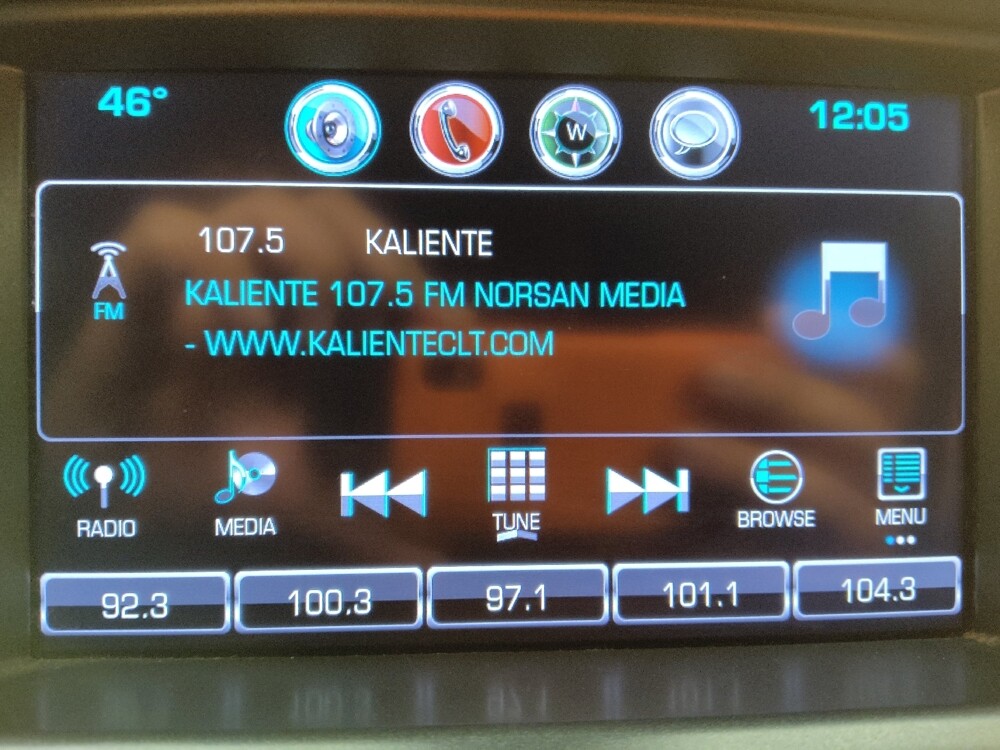 46° 12:05
W
107.5 KALIENTE
FM
KALIENTE 107.5 FM NORSAN MEDIA
- WWW.KALIENTECLT.COM
RADIO MEDIA TUNE BROWSE MENU
92.3 100.3 97.1 101.1 104.3